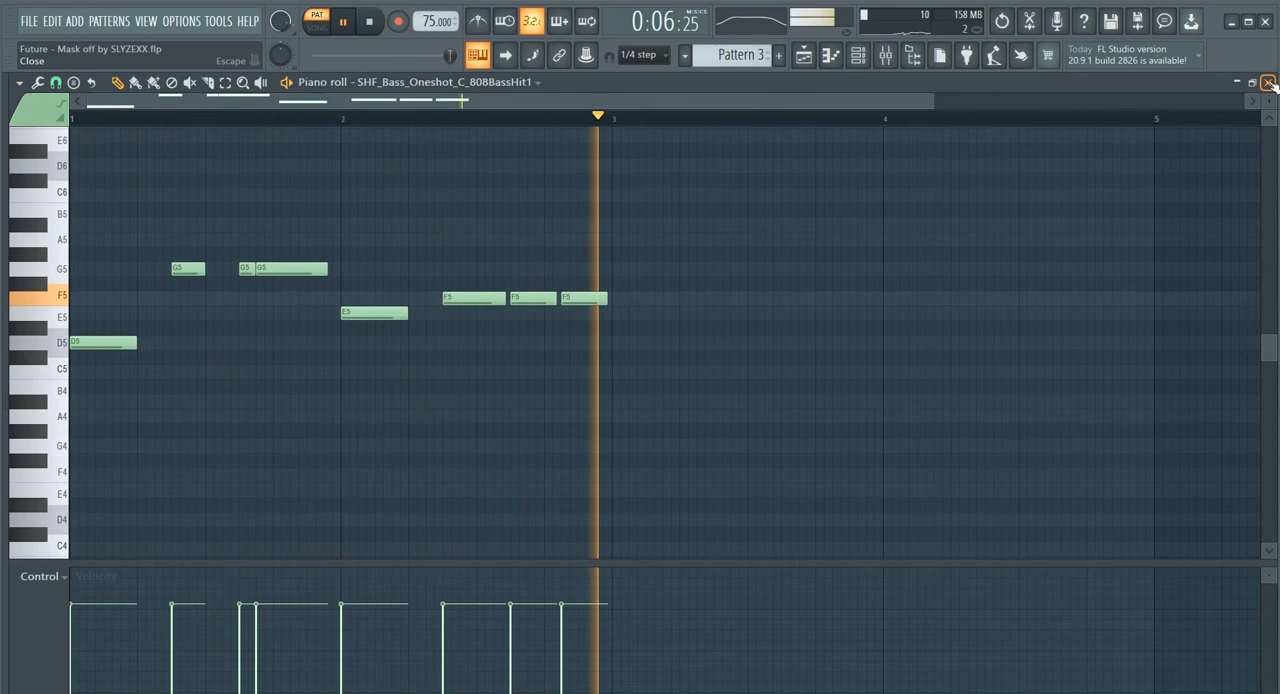 FILE EDIT ADD PATTERNS VIEW OPTIONS TOOLS HELP
PAT
SONG
75.000
3.2.
0:06:25
M:S:CS
10
158 MB
2
Future - Mask off by SLYZEXX.flp
Close
Escape
1/4 step
Pattern 3
Today
FL Studio version
20.9.1 build 2826 is available!
Piano roll - SHF_Bass_Oneshot_C_808BassHit1
1
2
3
4
5
E6
D6
C6
B5
A5
G5
G5
G5
G5
F5
F5
F5
F5
E5
E5
D5
D5
C5
B4
A4
G4
F4
E4
D4
C4
Control
Velocity